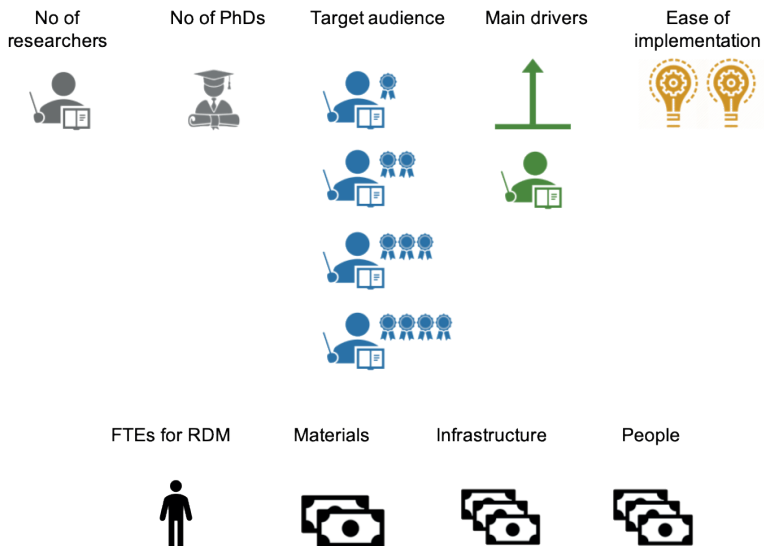 No of researchers
No of PhDs
Target audience
Main drivers
Ease of implementation
FTEs for RDM
Materials
Infrastructure
People